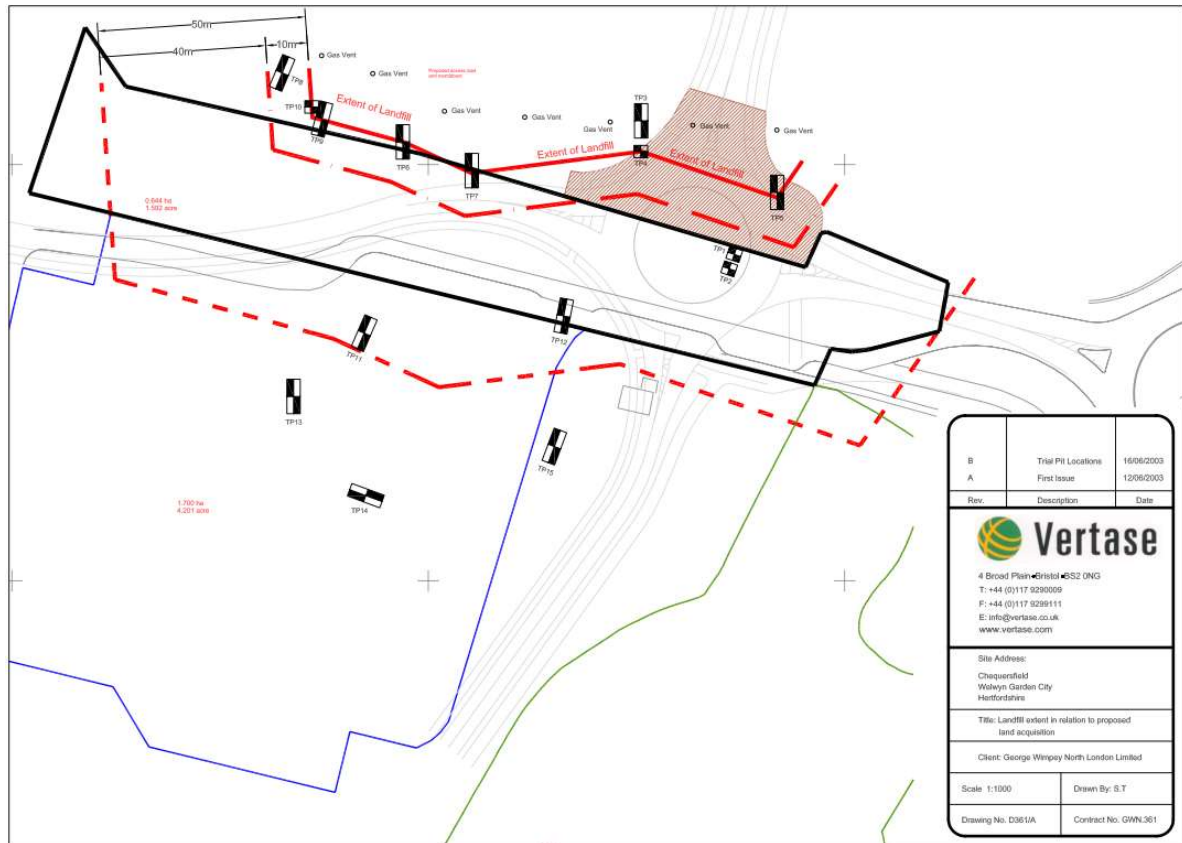 50m
40m
10m
Gas Vent
Gas Vent
Proposed access road
and roundabout
TP8
TP10
Extent of Landfill
Gas Vent
Gas Vent
Gas Vent
TP3
Gas Vent
Gas Vent
TP9
TP6
TP7
Extent of Landfill
TP4
Extent of Landfill
TP5
0.644 ha
1.592 acre
TP1
TP2
TP11
TP12
TP13
TP15
TP14
1.700 ha
4.201 acre
B Trial Pit Locations 16/06/2003
A First Issue 12/06/2003
Rev. Description Date
Vertase
4 Broad Plain•Bristol•BS2 0NG
T: +44 (0)117 9290009
F: +44 (0)117 9299111
E: info@vertase.co.uk
www.vertase.com
Site Address:
Chequersfield
Welwyn Garden City
Hertfordshire
Title: Landfill extent in relation to proposed
land acquisition
Client: George Wimpey North London Limited
Scale 1:1000 Drawn By: S.T
Drawing No. D361/A Contract No. GWN.361